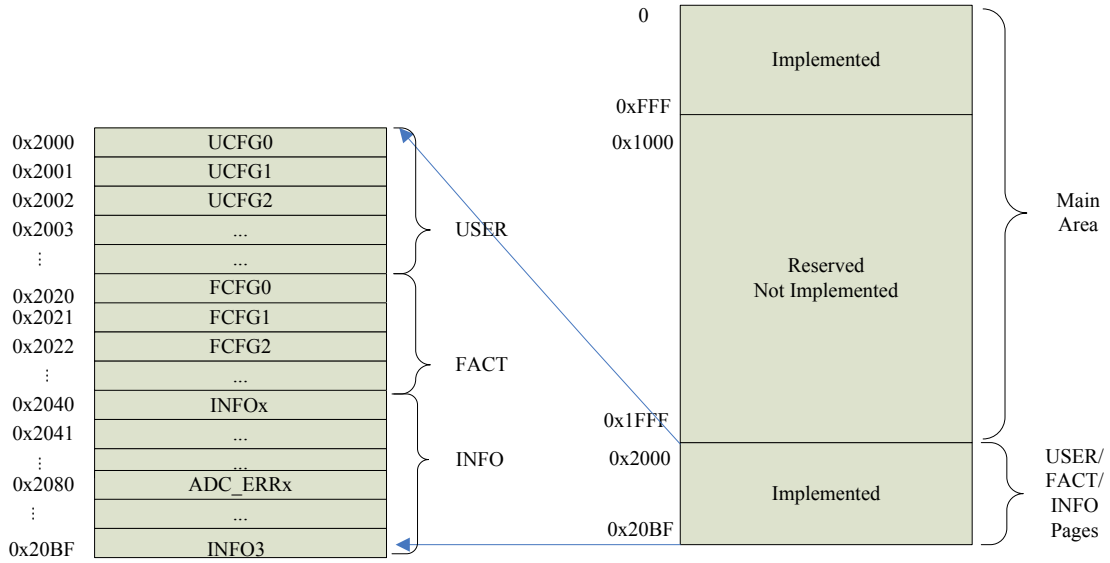 0x2000 UCFG0
0x2001 UCFG1
0x2002 UCFG2
0x2003 ...
⋮ ...
0x2020 FCFG0
0x2021 FCFG1
0x2022 FCFG2
⋮ ...
0x2040 INFOx
0x2041 ...
⋮ ...
0x2080 ADC_ERRx
⋮ ...
0x20BF INFO3
USER
FACT
INFO
0
Implemented
0xFFF
0x1000
Reserved
Not Implemented
0x1FFF
0x2000
Implemented
0x20BF
Main
Area
USER/
FACT/
INFO
Pages